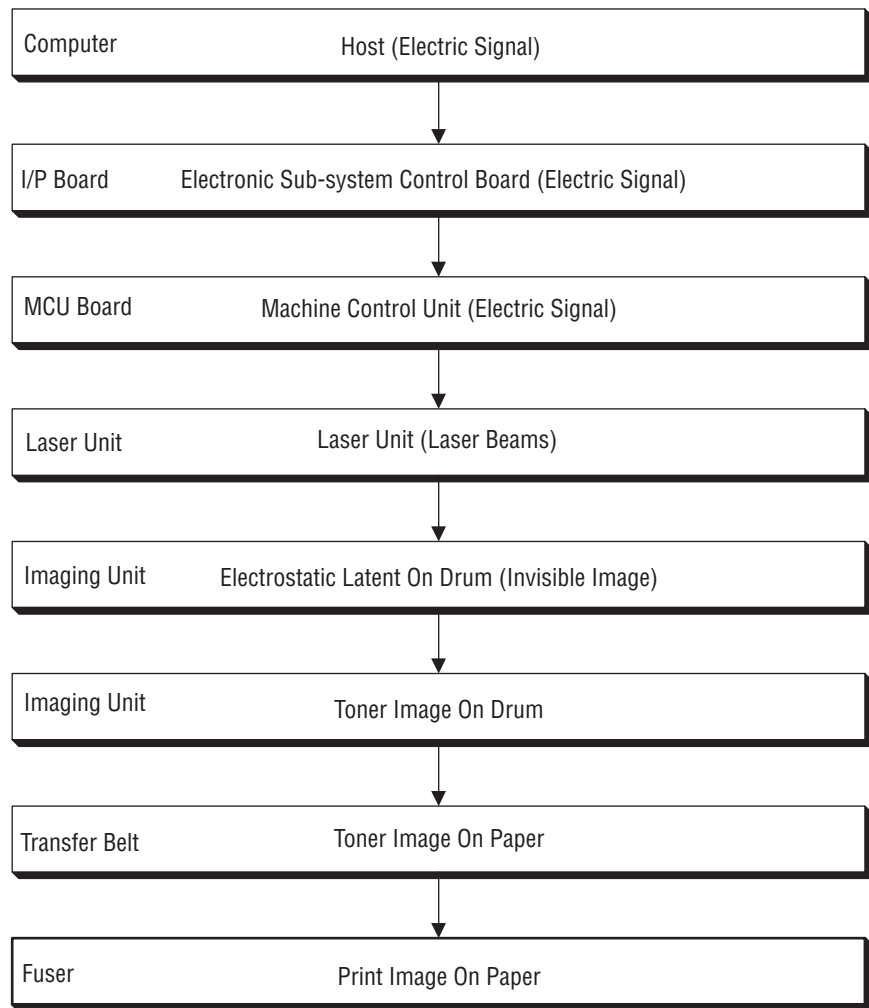 Computer Host (Electric Signal)
I/P Board Electronic Sub-system Control Board (Electric Signal)
MCU Board Machine Control Unit (Electric Signal)
Laser Unit Laser Unit (Laser Beams)
Imaging Unit Electrostatic Latent On Drum (Invisible Image)
Imaging Unit Toner Image On Drum
Transfer Belt Toner Image On Paper
Fuser Print Image On Paper